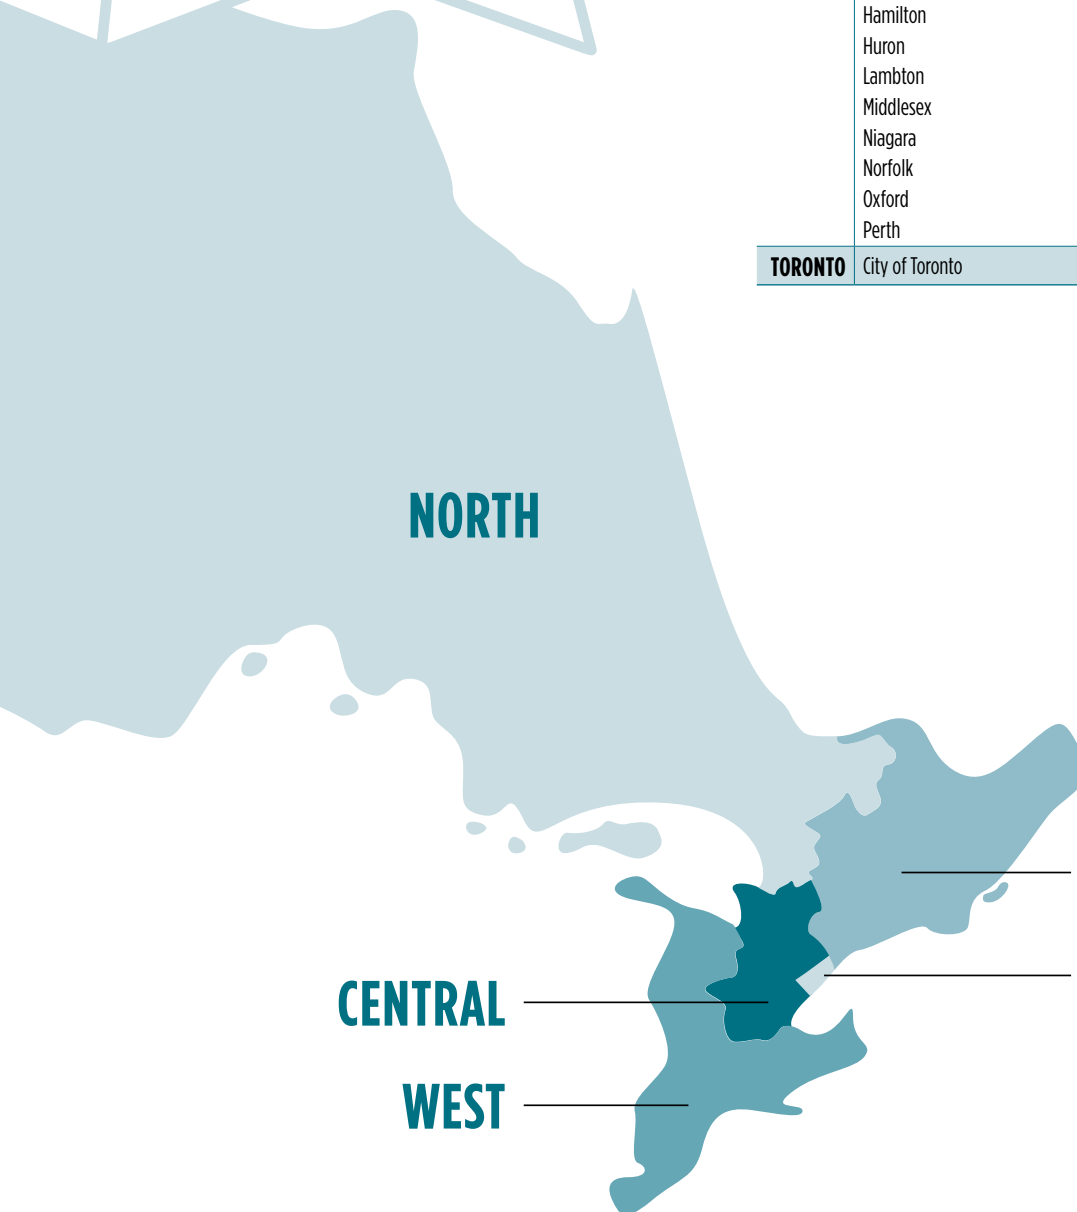 Hamilton
Huron
Lambton
Middlesex
Niagara
Norfolk
Oxford
Perth
TORONTO City of Toronto
NORTH
CENTRAL
WEST